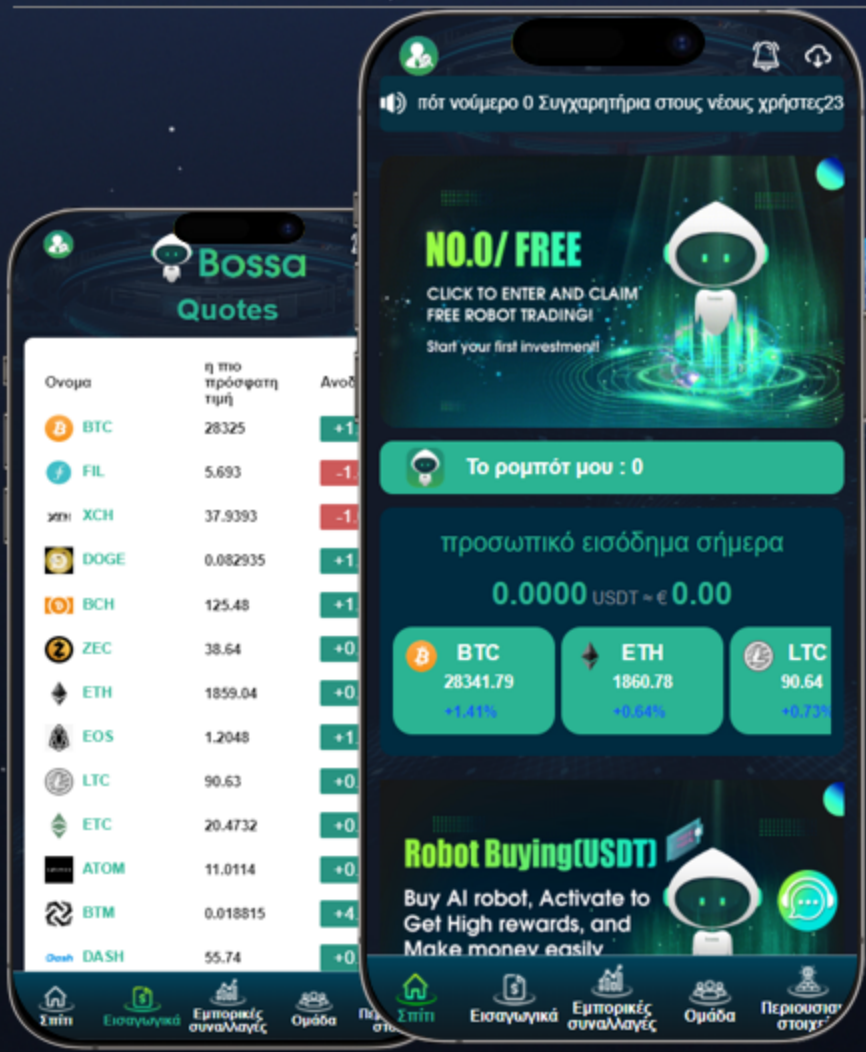 Bossa
Quotes
Ονομα
η πιο
πρόσφατη
τιμή
BTC 28325
FIL 5.693
XCH 37.9393
DOGE 0.082935
BCH 125.48
ZEC 38.64
ETH 1859.04
EOS 1.2048
LTC 90.63
ETC 20.4732
ATOM 11.0114
BTM 0.018815
Dash DASH 55.74
Σπίτι
Εισαγωγικά
Εμπορικές
συναλλαγές
Ομάδα
πότ νούμερο 0 Συγχαρητήρια στους νέους χρήστες23
NO.0/ FREE
CLICK TO ENTER AND CLAIM
FREE ROBOT TRADING!
Start your first investment!
Το ρομπότ μου : 0
προσωπικό εισόδημα σήμερα
0.0000 USDT ≈ € 0.00
BTC
28341.79
+1.41%
ETH
1860.78
+0.64%
LTC
90.64
+0.73%
Robot Buying(USDT)
Buy AI robot, Activate to
Get High rewards, and
Make money easily
Σπίτι
Εισαγωγικά
Εμπορικές
συναλλαγές
Ομάδα